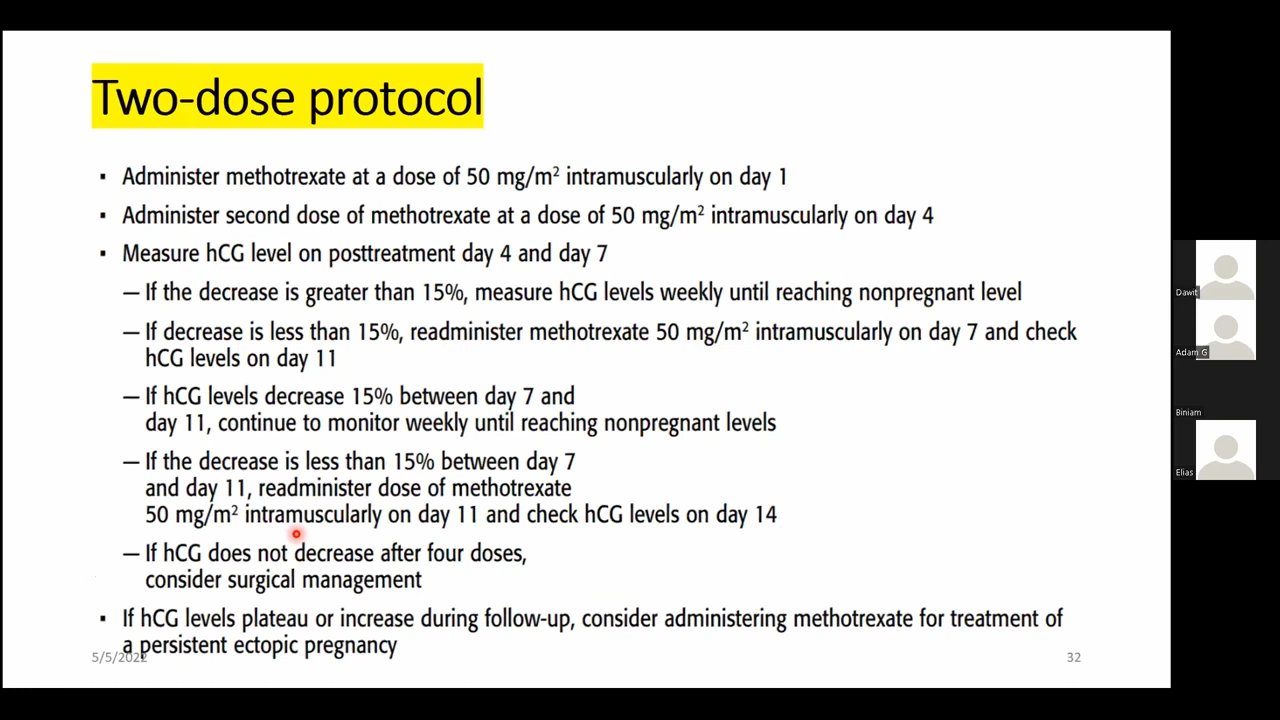 Two-dose protocol
▪ Administer methotrexate at a dose of 50 mg/m² intramuscularly on day 1
▪ Administer second dose of methotrexate at a dose of 50 mg/m² intramuscularly on day 4
▪ Measure hCG level on posttreatment day 4 and day 7
— If the decrease is greater than 15%, measure hCG levels weekly until reaching nonpregnant level
— If decrease is less than 15%, readminister methotrexate 50 mg/m² intramuscularly on day 7 and check
hCG levels on day 11
— If hCG levels decrease 15% between day 7 and
day 11, continue to monitor weekly until reaching nonpregnant levels
— If the decrease is less than 15% between day 7
and day 11, readminister dose of methotrexate
50 mg/m² intramuscularly on day 11 and check hCG levels on day 14
— If hCG does not decrease after four doses,
consider surgical management
▪ If hCG levels plateau or increase during follow-up, consider administering methotrexate for treatment of
a persistent ectopic pregnancy
5/5/2022
32
Dawit
Adam G
Biniam
Elias